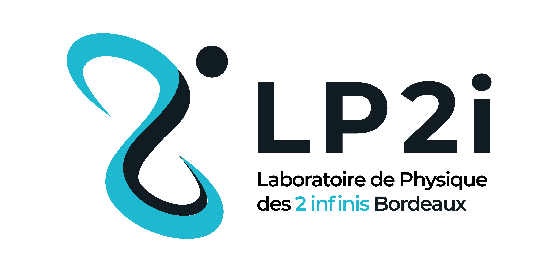 LP2i
Laboratoire de Physique
des 2 infinis Bordeaux